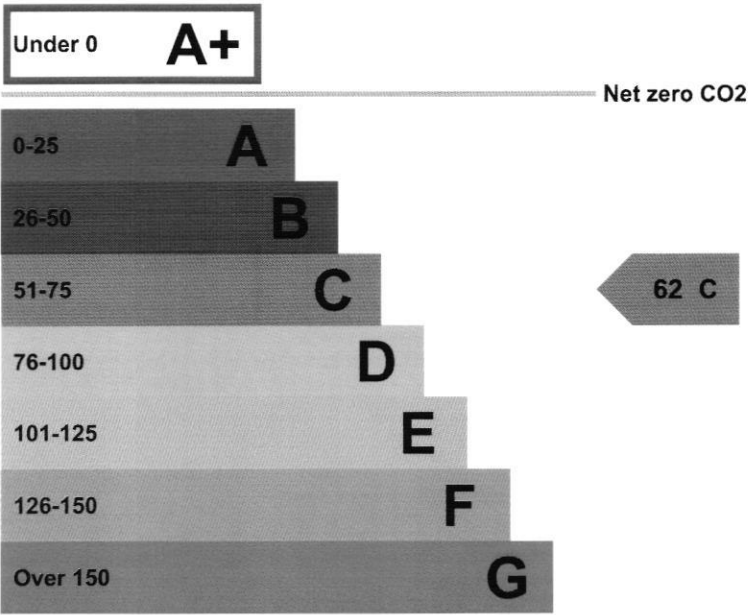 Under 0 A+
Net zero CO2
0-25 A
26-50 B
51-75 C
62 C
76-100 D
101-125 E
126-150 F
Over 150 G